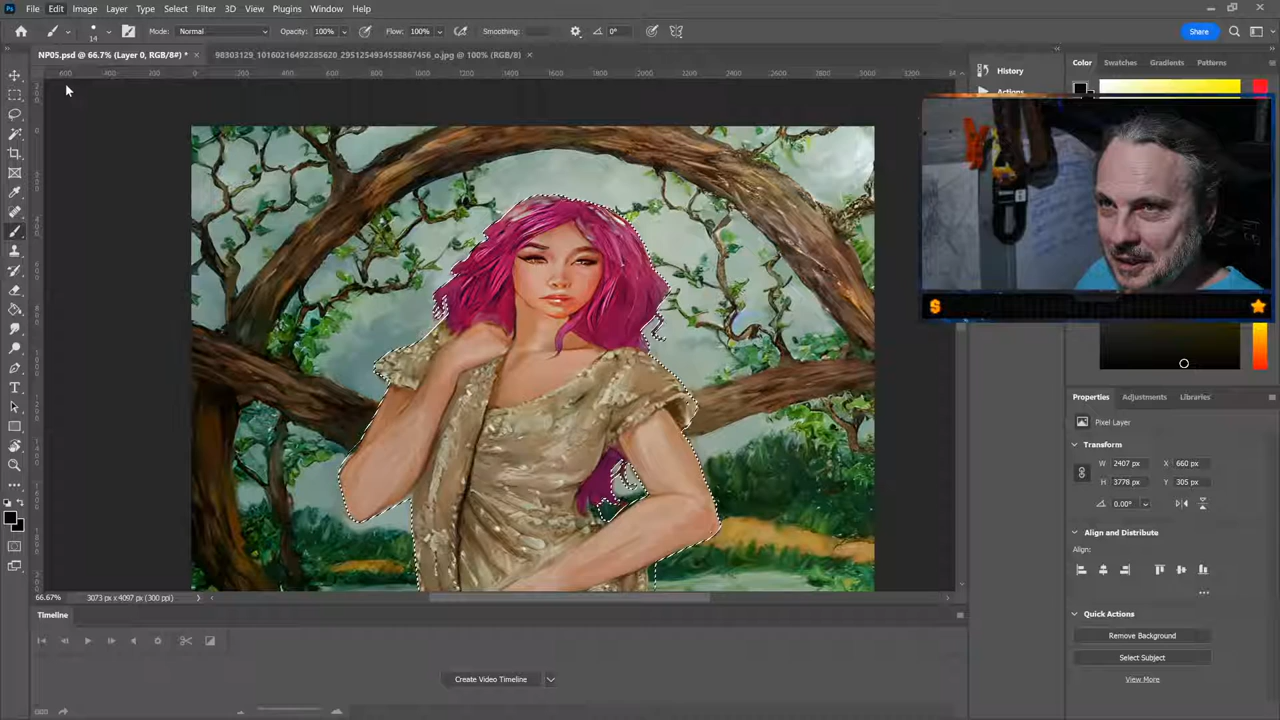 Ps File Edit Image Layer Type Select Filter 3D View Plugins Window Help
14 Mode: Normal Opacity: 100% Flow: 100% Smoothing: 0° Share
NP05.psd @ 66.7% (Layer 0, RGB/8#) * × 98303129_10160216492285620_2951254934558867456_o.jpg @ 100% (RGB/8) ×
Color Swatches Gradients Patterns
History
Actions
Properties Adjustments Libraries
Pixel Layer
Transform
W 2407 px X 660 px
H 3778 px Y 305 px
0.00°
Align and Distribute
Align:
Quick Actions
Remove Background
Select Subject
View More
66.67% 3073 px x 4097 px (300 ppi)
Timeline
Create Video Timeline